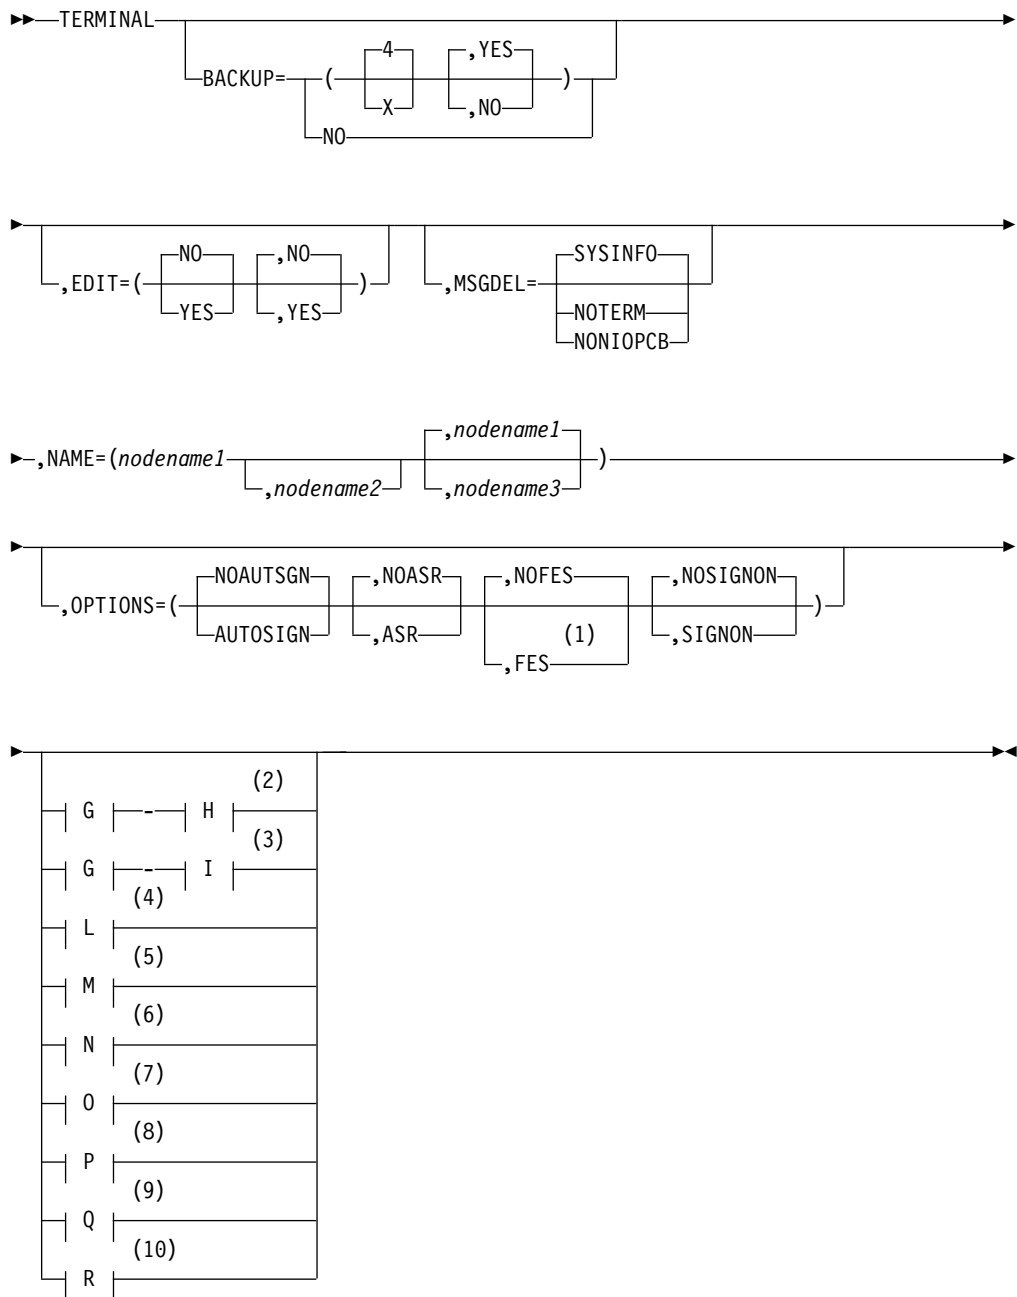 TERMINAL
4 ,YES
BACKUP= ( )
X ,NO
NO
NO ,NO SYSINFO
,EDIT=( ) ,MSGDEL=
YES ,YES NOTERM
NONIOPCB
,nodename1
,NAME=(nodename1 )
,nodename2 ,nodename3
NOAUTSGN ,NOASR ,NOFES ,NOSIGNON
,OPTIONS=( )
AUTOSIGN ,ASR (1) ,SIGNON
,FES
(2)
G - H
(3)
G - I
(4)
L
(5)
M
(6)
N
(7)
O
(8)
P
(9)
Q
(10)
R